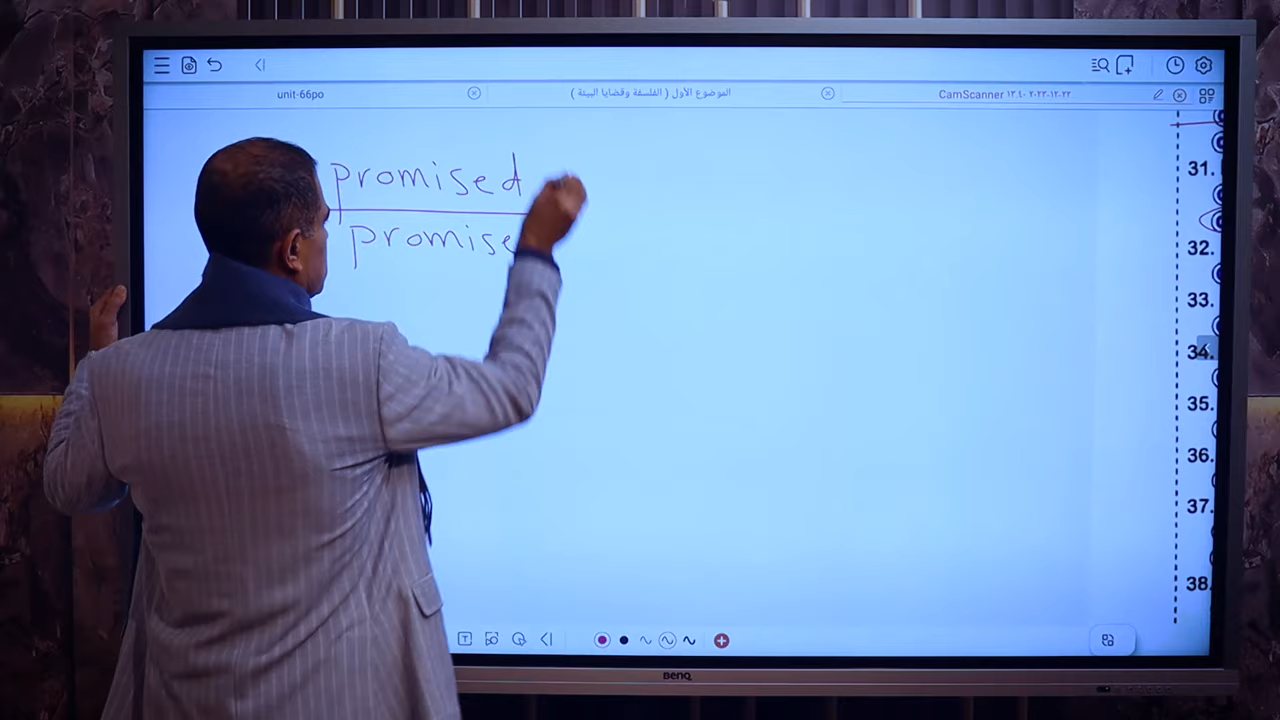 unit-66po
الموضوع الأول ( الفلسفة وقضايا البيئة )
CamScanner ٢٠٢٣-١٢-٢٢ ١٣.٤٠
promised
promise
31.
32.
33.
34.
35.
36.
37.
38.
BenQ